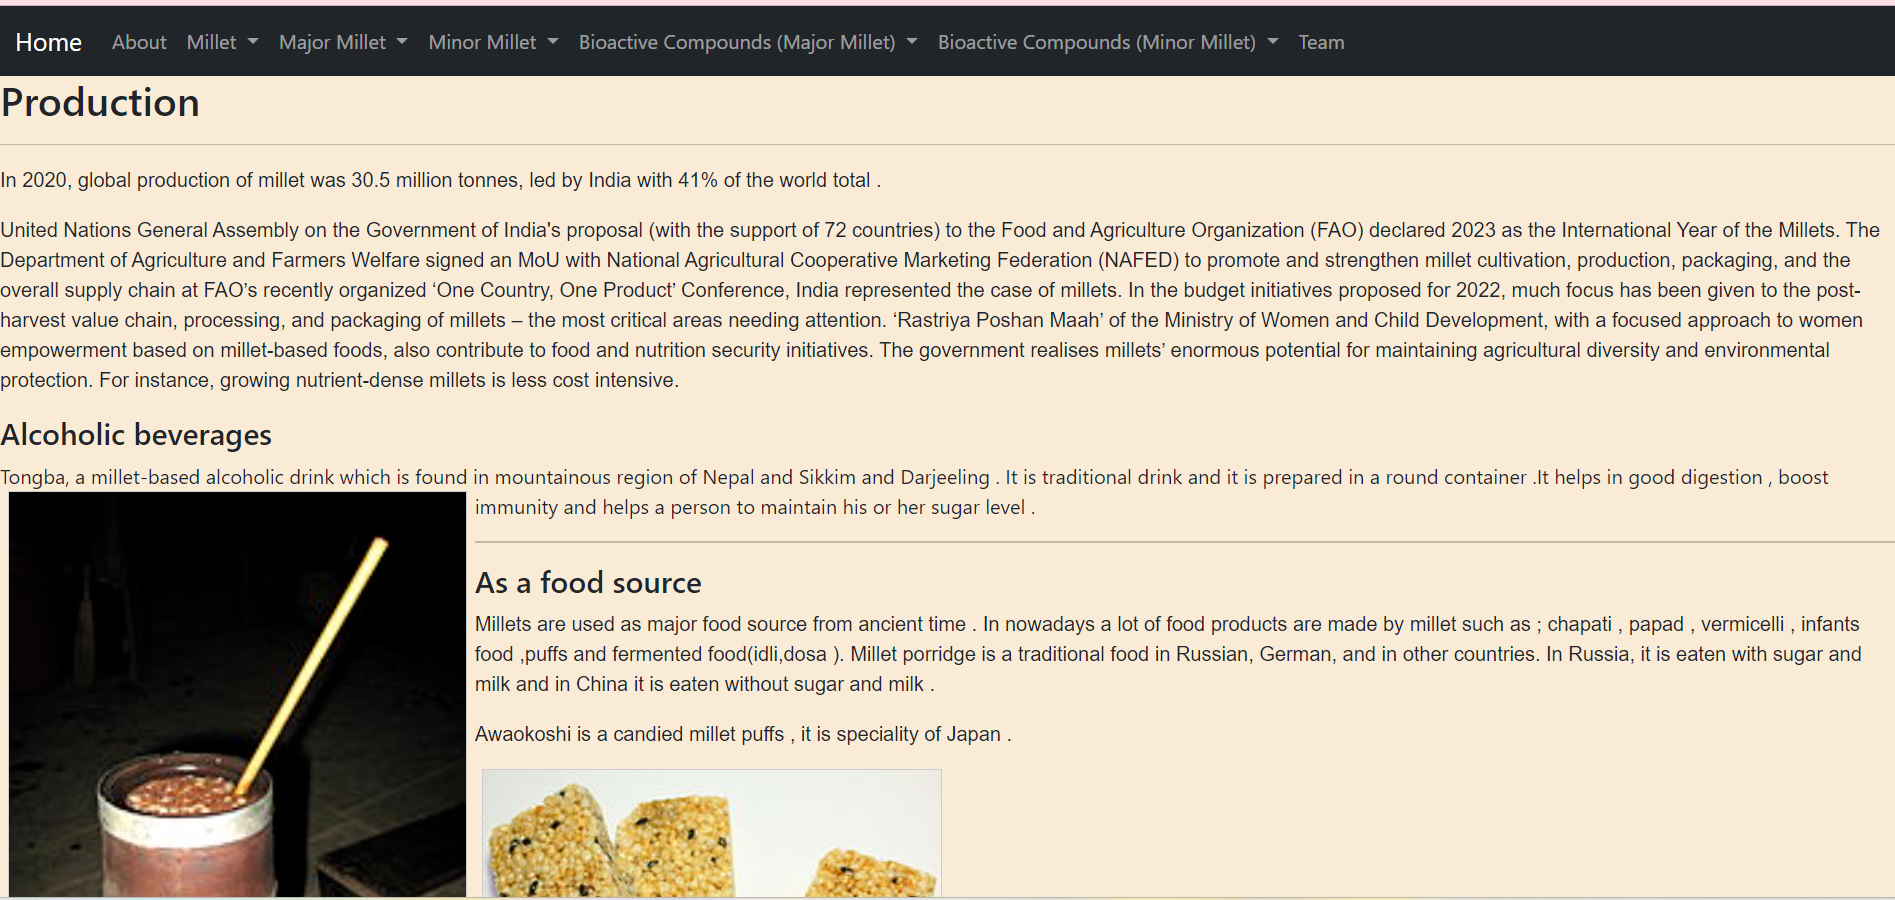 Home About Millet Major Millet Minor Millet Bioactive Compounds (Major Millet) Bioactive Compounds (Minor Millet) Team
Production
In 2020, global production of millet was 30.5 million tonnes, led by India with 41% of the world total .
United Nations General Assembly on the Government of India's proposal (with the support of 72 countries) to the Food and Agriculture Organization (FAO) declared 2023 as the International Year of the Millets. The
Department of Agriculture and Farmers Welfare signed an MoU with National Agricultural Cooperative Marketing Federation (NAFED) to promote and strengthen millet cultivation, production, packaging, and the
overall supply chain at FAO’s recently organized ‘One Country, One Product’ Conference, India represented the case of millets. In the budget initiatives proposed for 2022, much focus has been given to the post-
harvest value chain, processing, and packaging of millets – the most critical areas needing attention. ‘Rastriya Poshan Maah’ of the Ministry of Women and Child Development, with a focused approach to women
empowerment based on millet-based foods, also contribute to food and nutrition security initiatives. The government realises millets’ enormous potential for maintaining agricultural diversity and environmental
protection. For instance, growing nutrient-dense millets is less cost intensive.
Alcoholic beverages
Tongba, a millet-based alcoholic drink which is found in mountainous region of Nepal and Sikkim and Darjeeling . It is traditional drink and it is prepared in a round container .It helps in good digestion , boost
immunity and helps a person to maintain his or her sugar level .
As a food source
Millets are used as major food source from ancient time . In nowadays a lot of food products are made by millet such as ; chapati , papad , vermicelli , infants
food ,puffs and fermented food(idli,dosa ). Millet porridge is a traditional food in Russian, German, and in other countries. In Russia, it is eaten with sugar and
milk and in China it is eaten without sugar and milk .
Awaokoshi is a candied millet puffs , it is speciality of Japan .